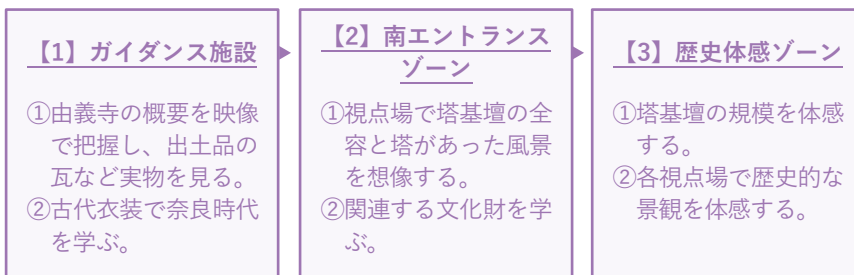 【1】ガイダンス施設
①由義寺の概要を映像
で把握し、出土品の
瓦など実物を見る。
②古代衣装で奈良時代
を学ぶ。
【2】南エントランス
ゾーン
①視点場で塔基壇の全
容と塔があった風景
を想像する。
②関連する文化財を学
ぶ。
【3】歴史体感ゾーン
①塔基壇の規模を体感
する。
②各視点場で歴史的な
景観を体感する。